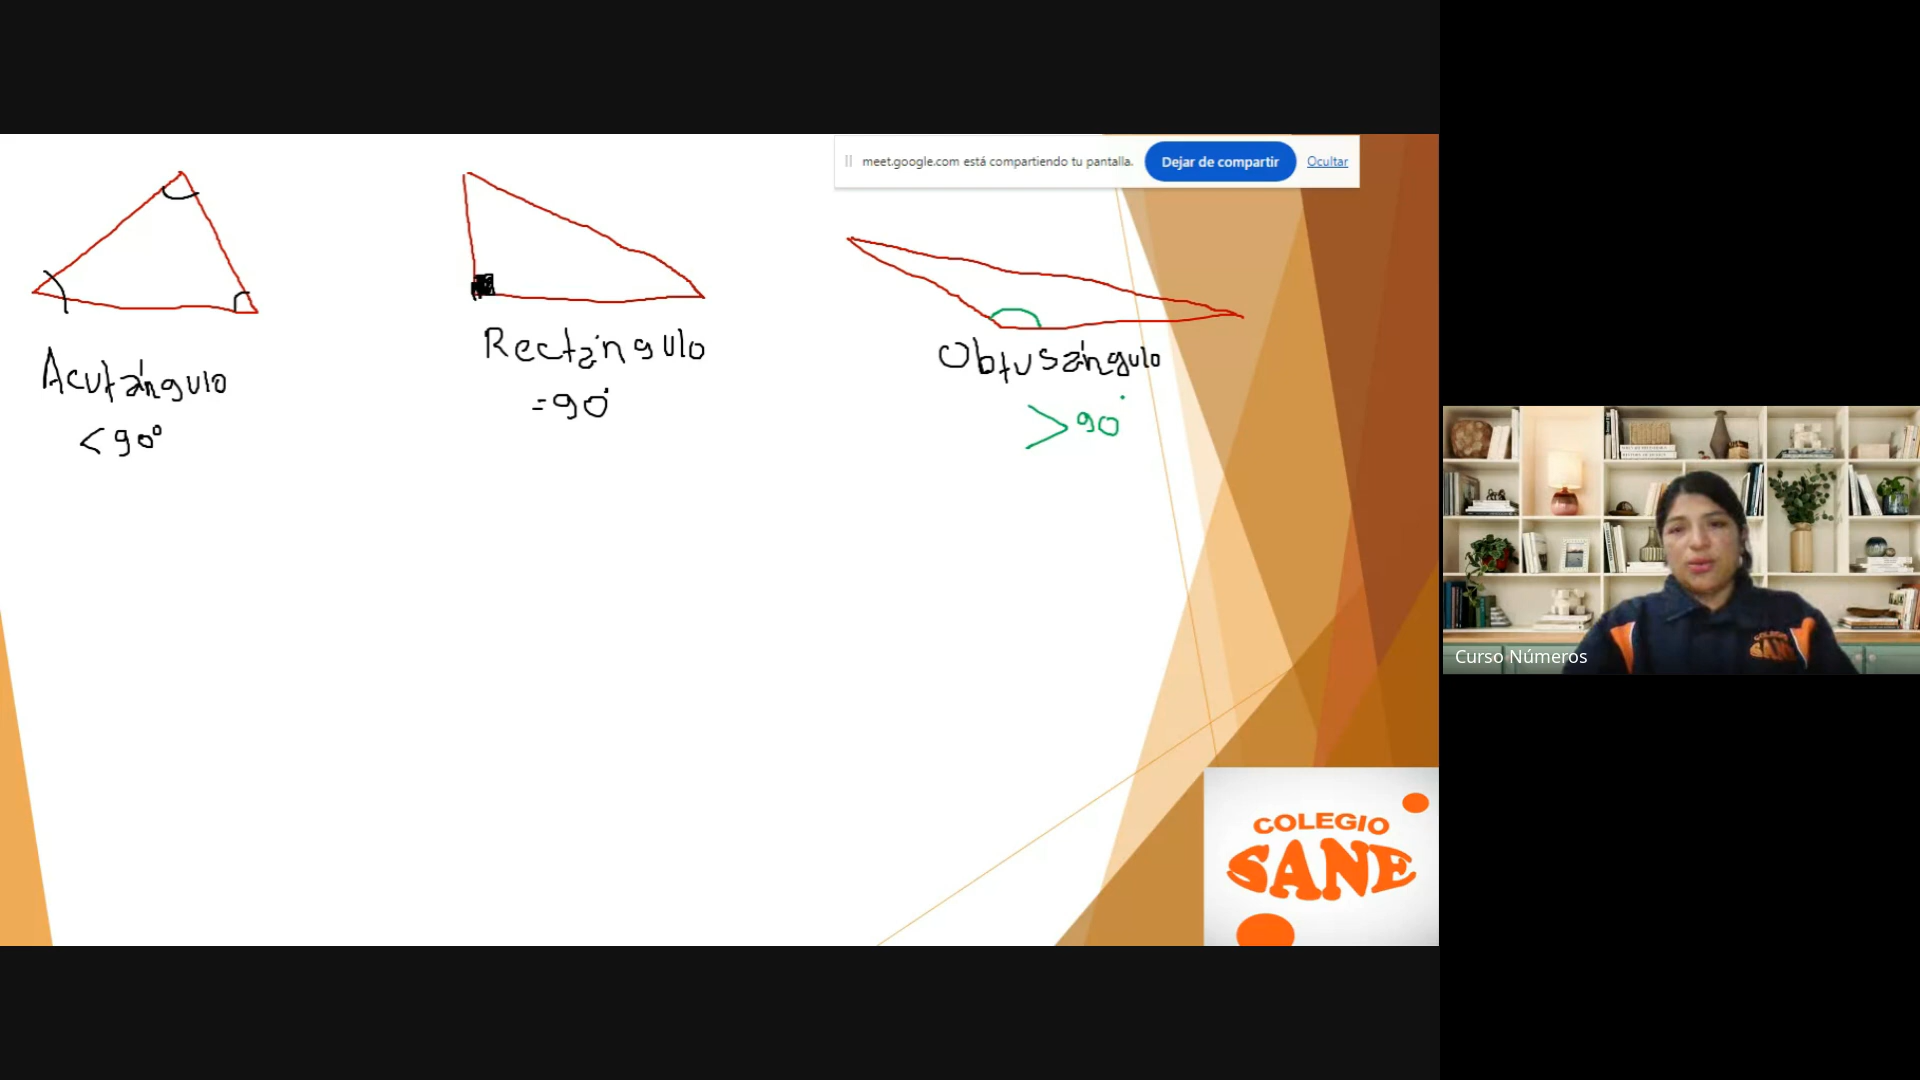 meet.google.com está compartiendo tu pantalla.
Dejar de compartir
Ocultar
Acutángulo
< 90°
Rectángulo
= 90°
Obtusángulo
> 90°
Curso Números
COLEGIO
SANE